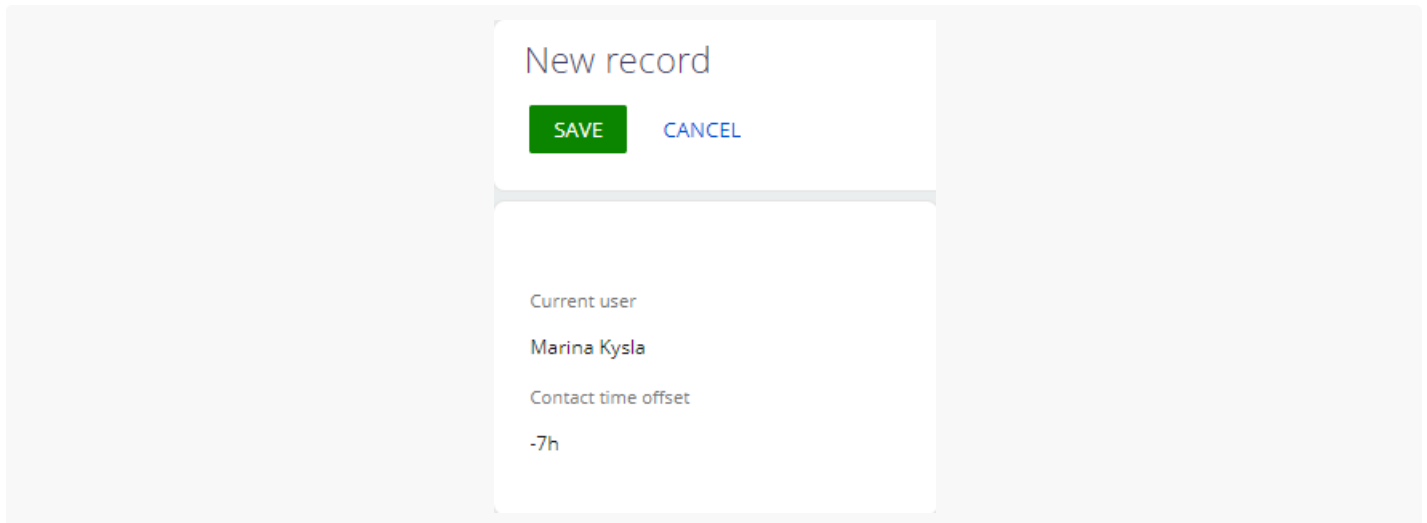 New record
SAVE CANCEL
Current user
Marina Kysla
Contact time offset
-7h